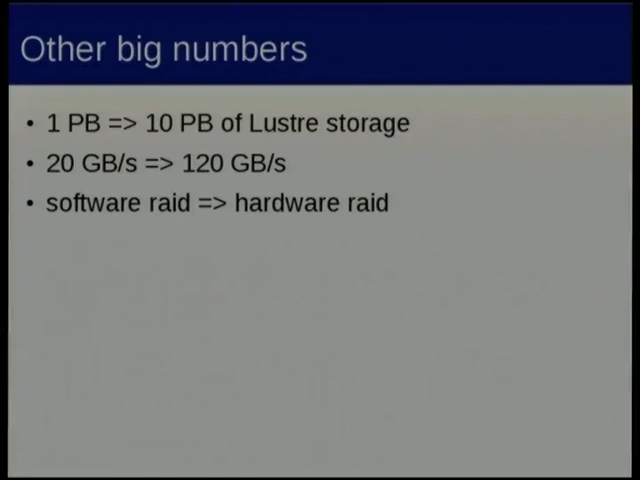 Other big numbers
• 1 PB => 10 PB of Lustre storage
• 20 GB/s => 120 GB/s
• software raid => hardware raid